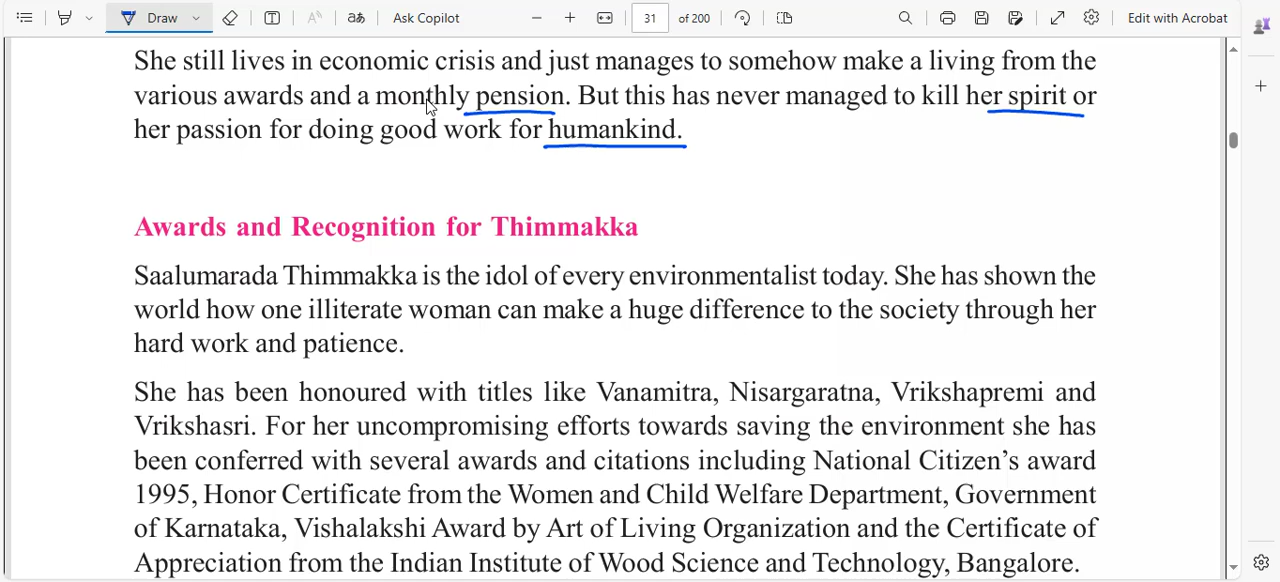 Draw
Ask Copilot
31 of 200
Edit with Acrobat
She still lives in economic crisis and just manages to somehow make a living from the
various awards and a monthly pension. But this has never managed to kill her spirit or
her passion for doing good work for humankind.
Awards and Recognition for Thimmakka
Saalumarada Thimmakka is the idol of every environmentalist today. She has shown the
world how one illiterate woman can make a huge difference to the society through her
hard work and patience.
She has been honoured with titles like Vanamitra, Nisargaratna, Vrikshapremi and
Vrikshasri. For her uncompromising efforts towards saving the environment she has
been conferred with several awards and citations including National Citizen’s award
1995, Honor Certificate from the Women and Child Welfare Department, Government
of Karnataka, Vishalakshi Award by Art of Living Organization and the Certificate of
Appreciation from the Indian Institute of Wood Science and Technology, Bangalore.